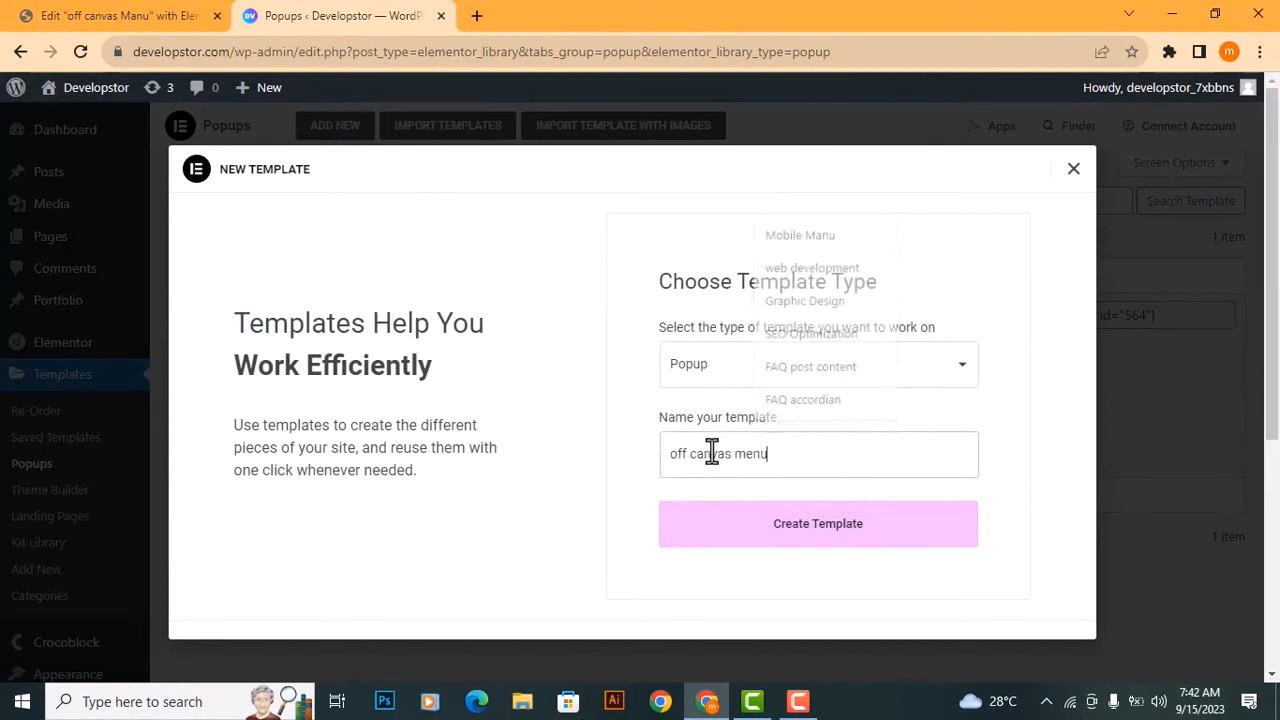 Edit "off canvas Manu" with Ele
Popups ‹ Developstor — WordPr
developstor.com/wp-admin/edit.php?post_type=elementor_library&tabs_group=popup&elementor_library_type=popup
m
Developstor
3
0
New
Howdy, developstor_7xbbns
Dashboard
Posts
Media
Pages
Comments
Portfolio
Elementor
Templates
Re-Order
Saved Templates
Popups
Theme Builder
Landing Pages
Kit Library
Add New
Categories
Crocoblock
Appearance
Popups
ADD NEW
IMPORT TEMPLATES
IMPORT TEMPLATE WITH IMAGES
Apps
Finder
Connect Account
Screen Options
Search Template
1 item
id="564"]
1 item
NEW TEMPLATE
Templates Help You
Work Efficiently
Use templates to create the different
pieces of your site, and reuse them with
one click whenever needed.
Choose Template Type
Select the type of template you want to work on
Popup
Name your template
off canvas menu
Create Template
Mobile Manu
web development
Graphic Design
SEO Optimization
FAQ post content
FAQ accordian
Type here to search
Ps
Ai
m
28°C
7:42 AM
9/15/2023